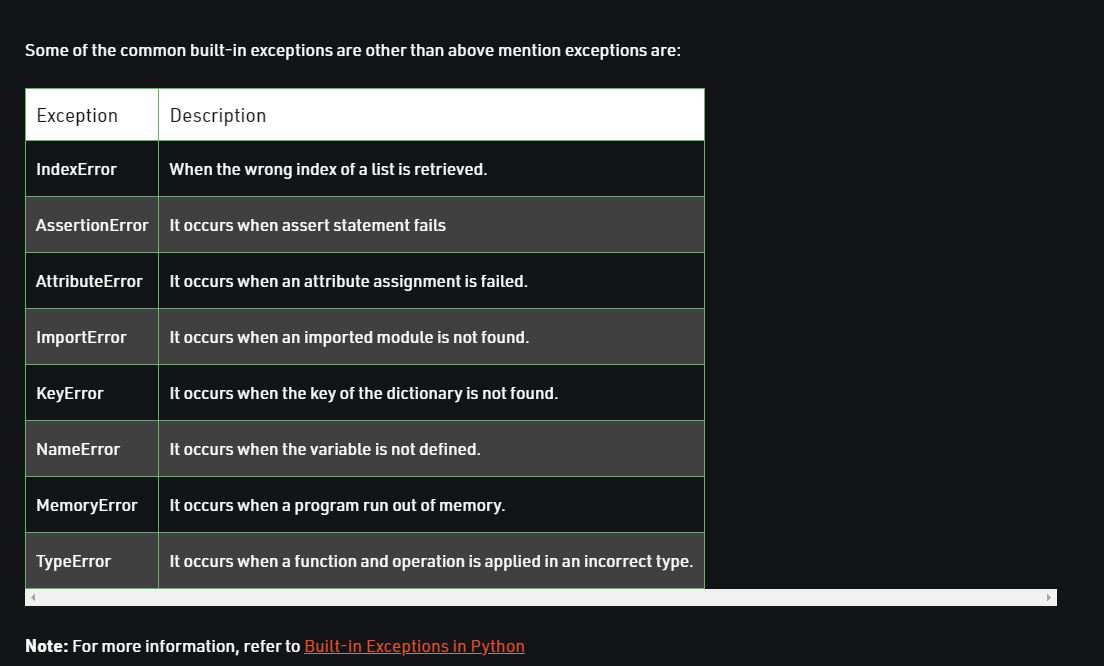 Some of the common built-in exceptions are other than above mention exceptions are:
Exception Description
IndexError When the wrong index of a list is retrieved.
AssertionError It occurs when assert statement fails
AttributeError It occurs when an attribute assignment is failed.
ImportError It occurs when an imported module is not found.
KeyError It occurs when the key of the dictionary is not found.
NameError It occurs when the variable is not defined.
MemoryError It occurs when a program run out of memory.
TypeError It occurs when a function and operation is applied in an incorrect type.
Note: For more information, refer to Built-in Exceptions in Python